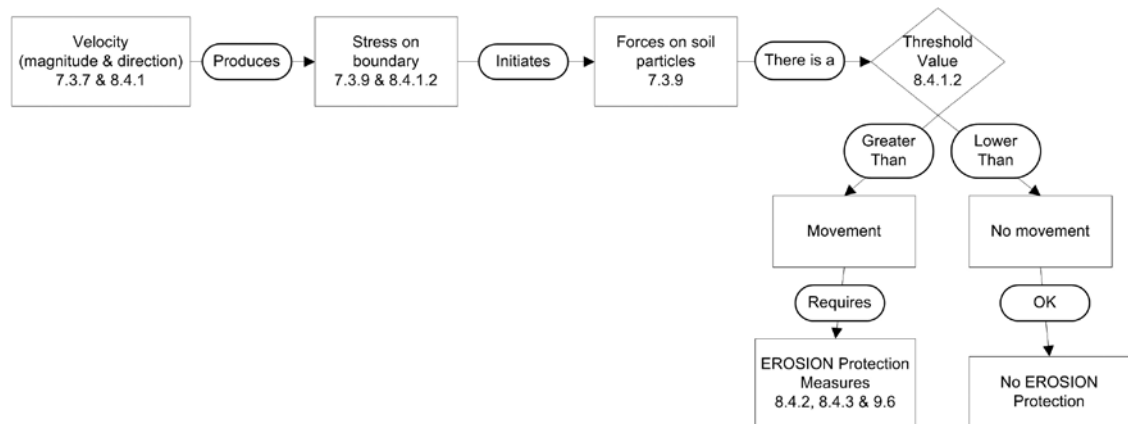 Velocity
(magnitude & direction)
7.3.7 & 8.4.1
Produces
Stress on
boundary
7.3.9 & 8.4.1.2
Initiates
Forces on soil
particles
7.3.9
There is a
Threshold
Value
8.4.1.2
Greater
Than
Lower
Than
Movement
No movement
Requires
OK
EROSION Protection
Measures
8.4.2, 8.4.3 & 9.6
No EROSION
Protection